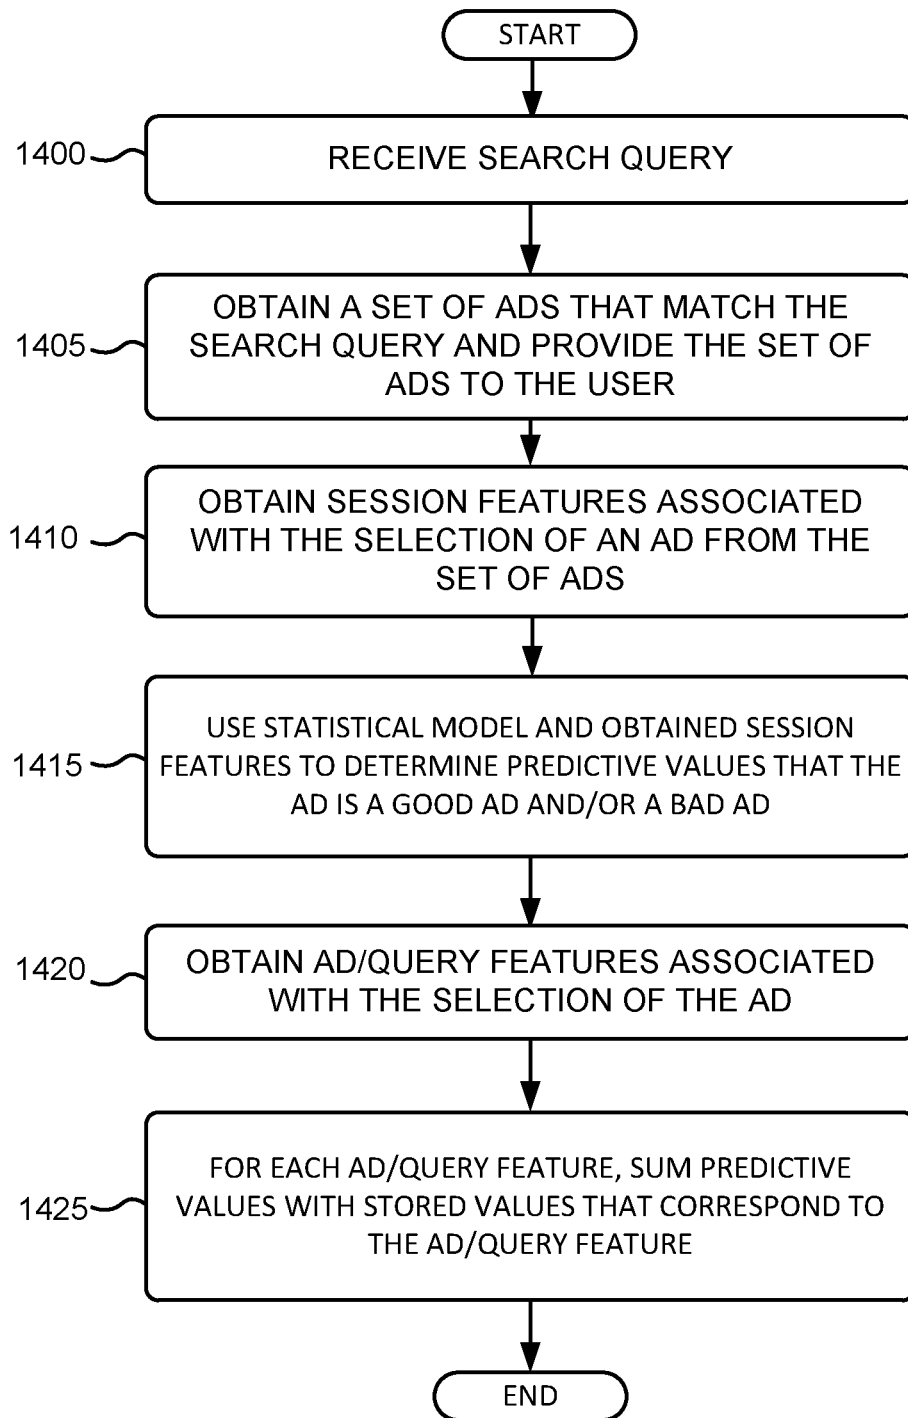 START
1400
RECEIVE SEARCH QUERY
1405
OBTAIN A SET OF ADS THAT MATCH THE
SEARCH QUERY AND PROVIDE THE SET OF
ADS TO THE USER
1410
OBTAIN SESSION FEATURES ASSOCIATED
WITH THE SELECTION OF AN AD FROM THE
SET OF ADS
1415
USE STATISTICAL MODEL AND OBTAINED SESSION
FEATURES TO DETERMINE PREDICTIVE VALUES THAT THE
AD IS A GOOD AD AND/OR A BAD AD
1420
OBTAIN AD/QUERY FEATURES ASSOCIATED
WITH THE SELECTION OF THE AD
1425
FOR EACH AD/QUERY FEATURE, SUM PREDICTIVE
VALUES WITH STORED VALUES THAT CORRESPOND TO
THE AD/QUERY FEATURE
END